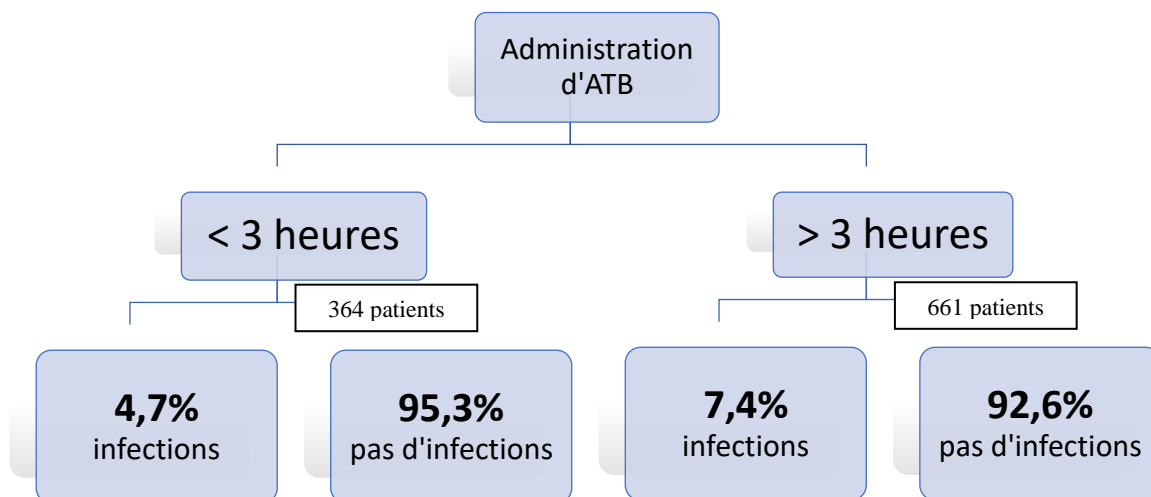 Administration
d'ATB
< 3 heures
> 3 heures
364 patients
661 patients
4,7%
infections
95,3%
pas d'infections
7,4%
infections
92,6%
pas d'infections